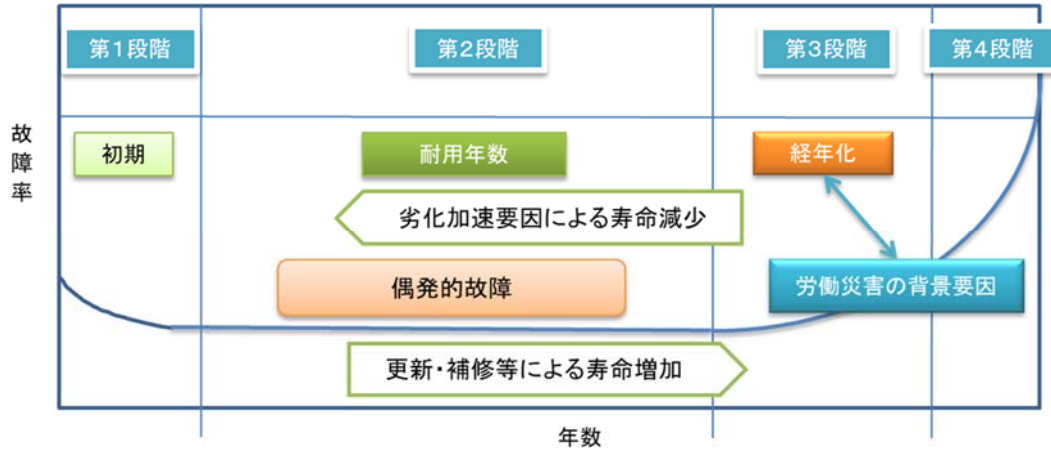 第1段階
第2段階
第3段階
第4段階
故障率
初期
耐用年数
経年化
劣化加速要因による寿命減少
偶発的故障
労働災害の背景要因
更新・補修等による寿命増加
年数